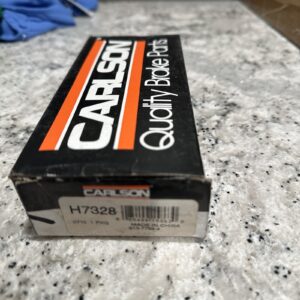 CARLSON
Quality Brake Parts
CARLSON
H7328
MADE IN CHINA